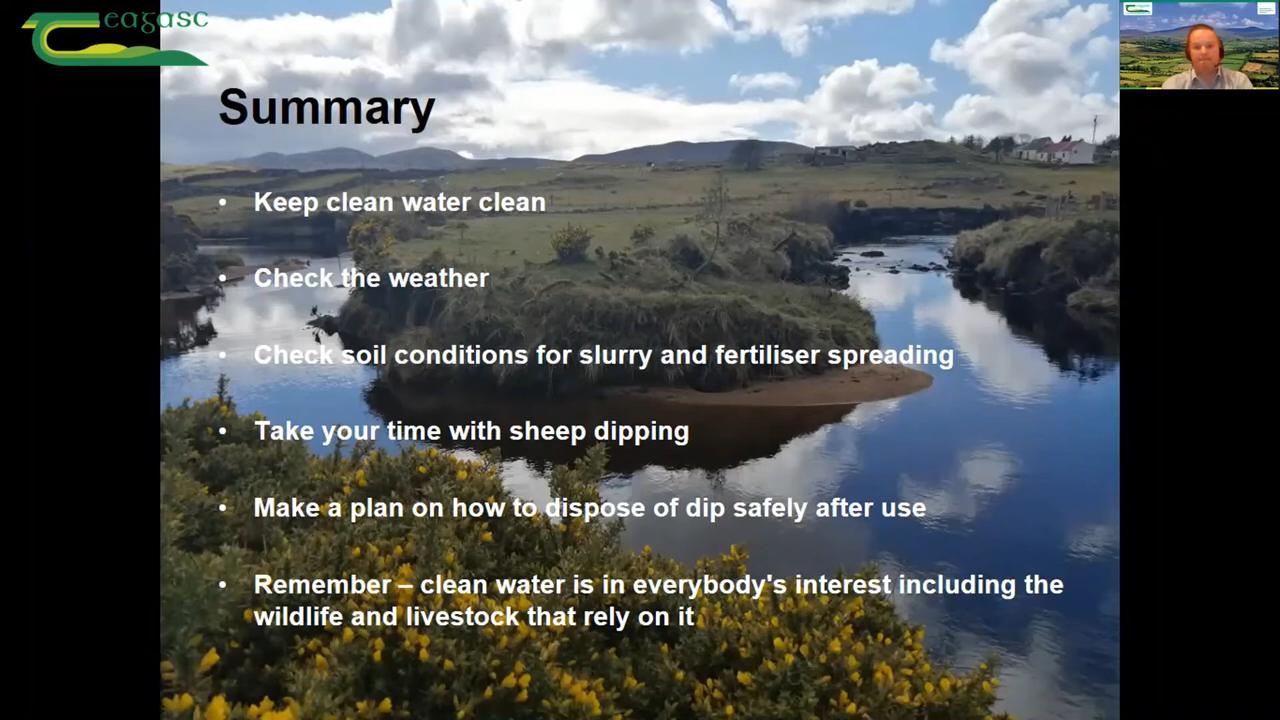 eagasc
Summary
• Keep clean water clean
• Check the weather
• Check soil conditions for slurry and fertiliser spreading
• Take your time with sheep dipping
• Make a plan on how to dispose of dip safely after use
• Remember – clean water is in everybody's interest including the
wildlife and livestock that rely on it